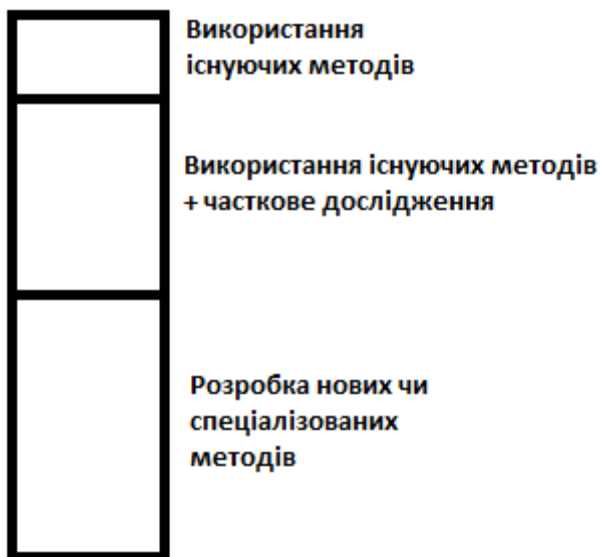 Використання
існуючих методів
Використання існуючих методів
+ часткове дослідження
Розробка нових чи
спеціалізованих
методів